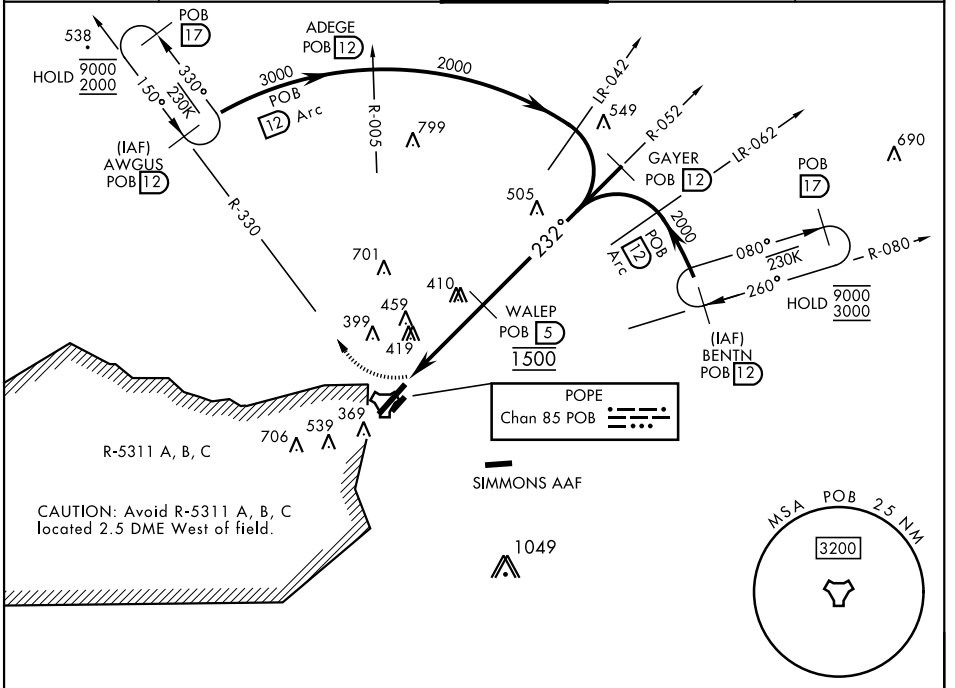 POB
17
538
HOLD 9000
2000
330°
150°
230K
(IAF)
AWGUS
POB 12
ADEGE
POB 12
3000
POB
12 Arc
2000
R-005
799
R-330
LR-042
549
R-052
LR-062
GAYER
POB 12
505
232°
690
POB
17
2000
POB
12
Arc
080°
230K
260°
R-080
HOLD 9000
3000
(IAF)
BENTN
POB 12
701
410
459
399
419
WALEP
POB 5
1500
POPE
Chan 85 POB
369
539
706
R-5311 A, B, C
CAUTION: Avoid R-5311 A, B, C
located 2.5 DME West of field.
SIMMONS AAF
1049
MSA POB 25 NM
3200